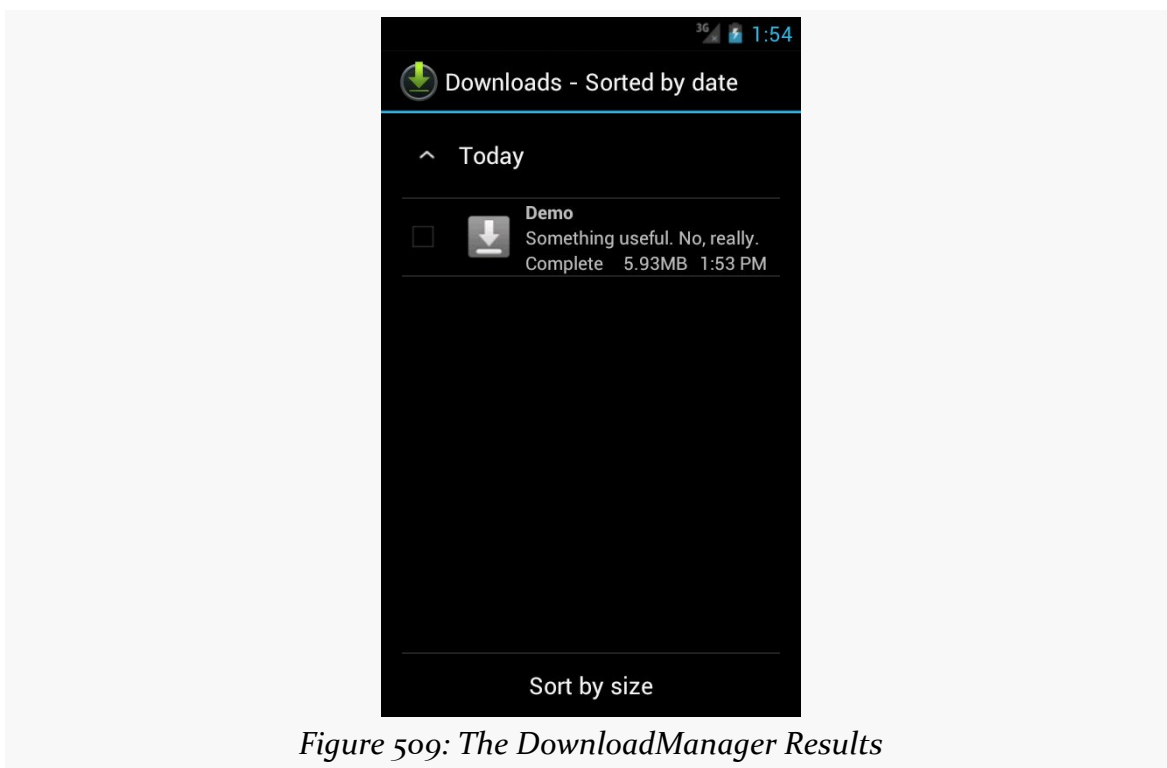 3G 1:54
Downloads - Sorted by date
Today
Demo
Something useful. No, really.
Complete 5.93MB 1:53 PM
Sort by size
Figure 509: The DownloadManager Results